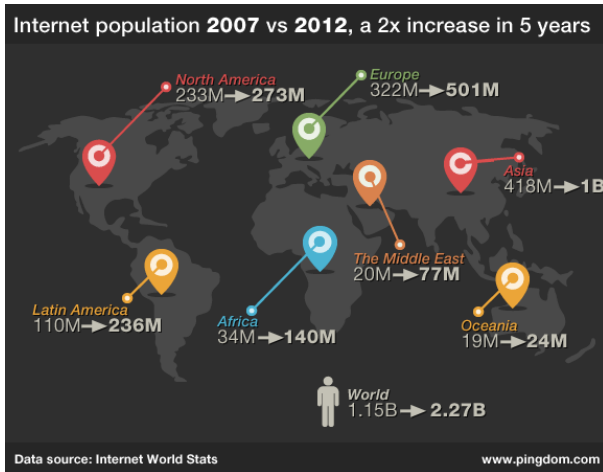 Internet population 2007 vs 2012, a 2x increase in 5 years
North America
233M→273M
Europe
322M→501M
Asia
418M→1B
The Middle East
20M→77M
Latin America
110M→236M
Africa
34M→140M
Oceania
19M→24M
World
1.15B→2.27B
Data source: Internet World Stats
www.pingdom.com